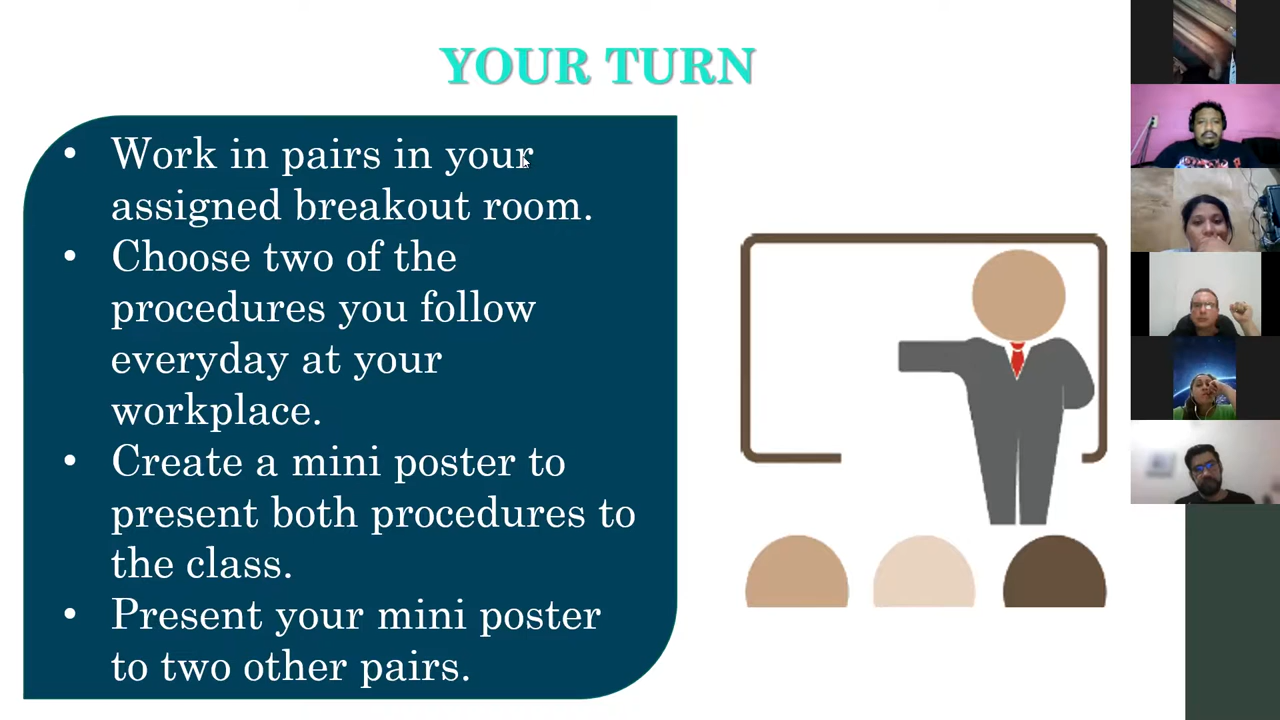 YOUR TURN
• Work in pairs in your
assigned breakout room.
• Choose two of the
procedures you follow
everyday at your
workplace.
• Create a mini poster to
present both procedures to
the class.
• Present your mini poster
to two other pairs.